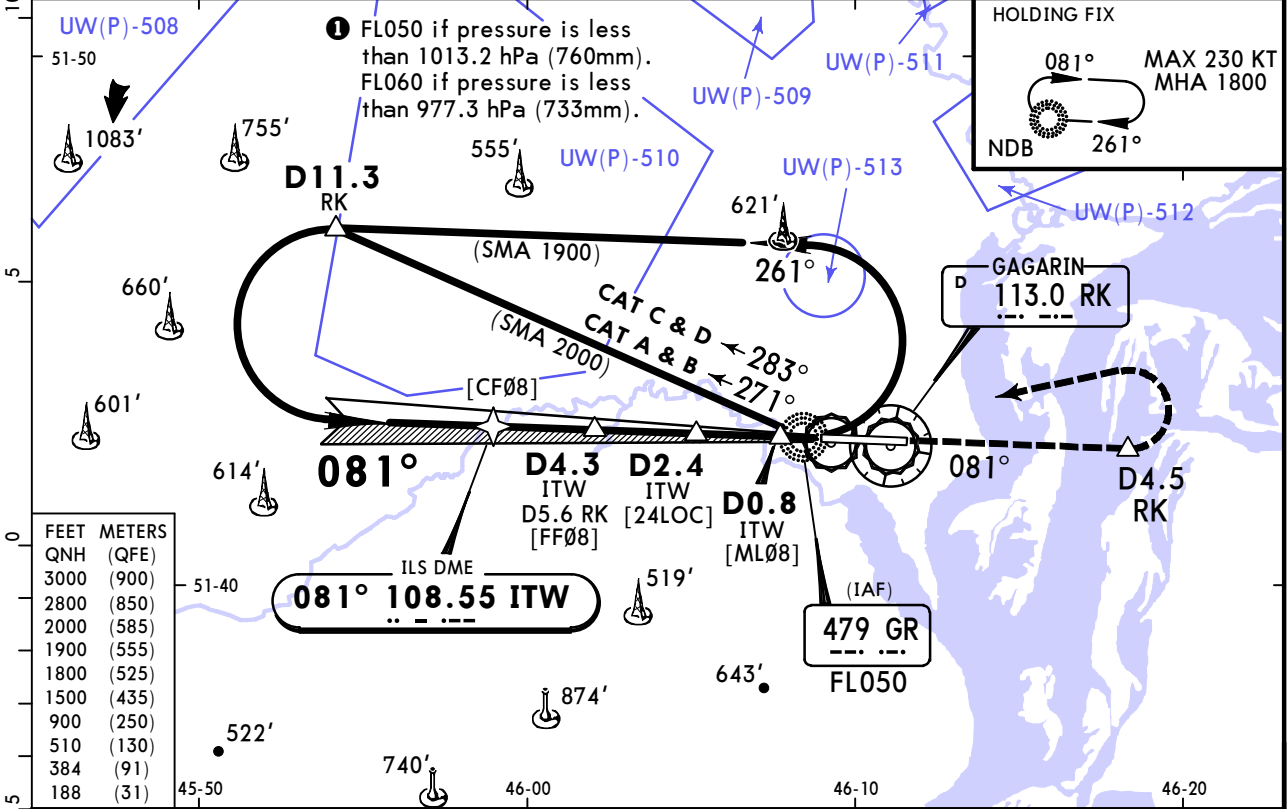 10
UW(P)-508
51-50
1083'
755'
❶ FL050 if pressure is less
than 1013.2 hPa (760mm).
FL060 if pressure is less
than 977.3 hPa (733mm).
555'
UW(P)-509
UW(P)-510
UW(P)-511
UW(P)-513
UW(P)-512
HOLDING FIX
081°
MAX 230 KT
MHA 1800
NDB
261°
D11.3
RK
621'
(SMA 1900)
261°
5
660'
(SMA 2000)
CAT C & D ← 283°
CAT A & B ← 271°
GAGARIN
D 113.0 RK
601'
[CFØ8]
614'
081°
D4.3
ITW
D5.6 RK
[FFØ8]
D2.4
ITW
[24LOC]
D0.8
ITW
[MLØ8]
081°
D4.5
RK
0
51-40
ILS DME
081° 108.55 ITW
519'
(IAF)
479 GR
FL050
643'
874'
522'
740'
FEET METERS
QNH (QFE)
3000 (900)
2800 (850)
2000 (585)
1900 (555)
1800 (525)
1500 (435)
900 (250)
510 (130)
384 (91)
188 (31)
5
45-50
46-00
46-10
46-20